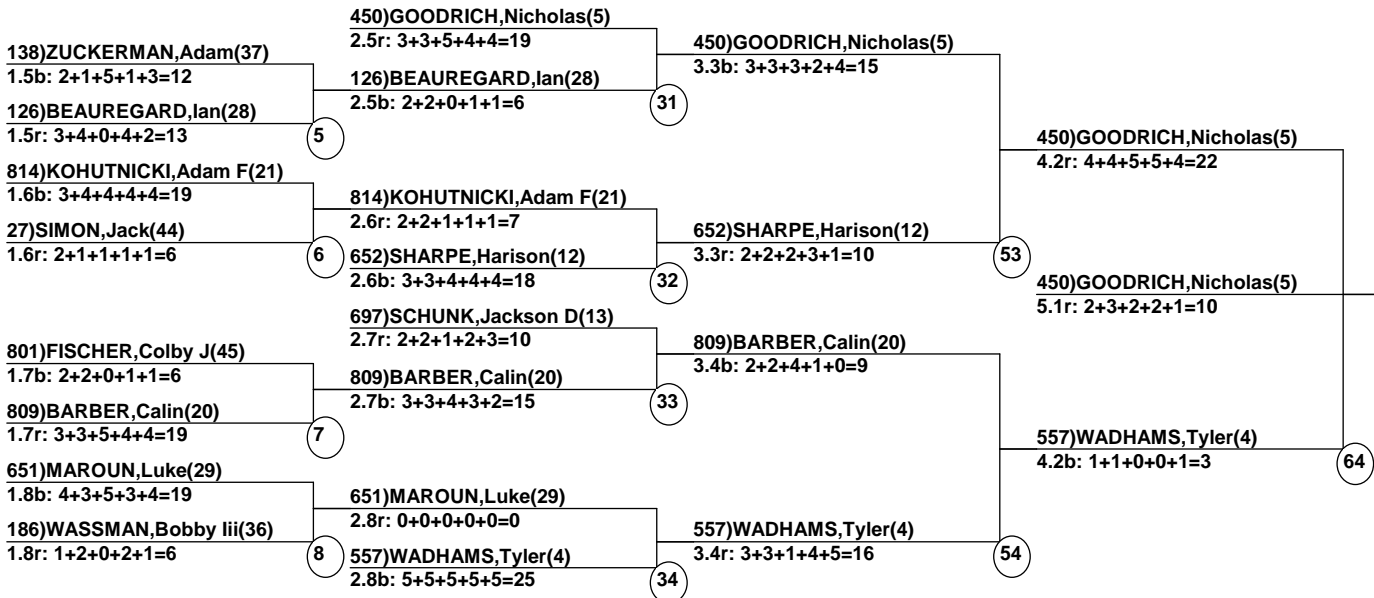 138)ZUCKERMAN,Adam(37)
1.5b: 2+1+5+1+3=12
126)BEAUREGARD,Ian(28)
1.5r: 3+4+0+4+2=13
5
814)KOHUTNICKI,Adam F(21)
1.6b: 3+4+4+4+4=19
27)SIMON,Jack(44)
1.6r: 2+1+1+1+1=6
6
801)FISCHER,Colby J(45)
1.7b: 2+2+0+1+1=6
809)BARBER,Calin(20)
1.7r: 3+3+5+4+4=19
7
651)MAROUN,Luke(29)
1.8b: 4+3+5+3+4=19
186)WASSMAN,Bobby Iii(36)
1.8r: 1+2+0+2+1=6
8
450)GOODRICH,Nicholas(5)
2.5r: 3+3+5+4+4=19
126)BEAUREGARD,Ian(28)
2.5b: 2+2+0+1+1=6
31
814)KOHUTNICKI,Adam F(21)
2.6r: 2+2+1+1+1=7
652)SHARPE,Harison(12)
2.6b: 3+3+4+4+4=18
32
697)SCHUNK,Jackson D(13)
2.7r: 2+2+1+2+3=10
809)BARBER,Calin(20)
2.7b: 3+3+4+3+2=15
33
651)MAROUN,Luke(29)
2.8r: 0+0+0+0+0=0
557)WADHAMS,Tyler(4)
2.8b: 5+5+5+5+5=25
34
450)GOODRICH,Nicholas(5)
3.3b: 3+3+3+2+4=15
652)SHARPE,Harison(12)
3.3r: 2+2+2+3+1=10
53
809)BARBER,Calin(20)
3.4b: 2+2+4+1+0=9
557)WADHAMS,Tyler(4)
3.4r: 3+3+1+4+5=16
54
450)GOODRICH,Nicholas(5)
4.2r: 4+4+5+5+4=22
450)GOODRICH,Nicholas(5)
5.1r: 2+3+2+2+1=10
557)WADHAMS,Tyler(4)
4.2b: 1+1+0+0+1=3
64